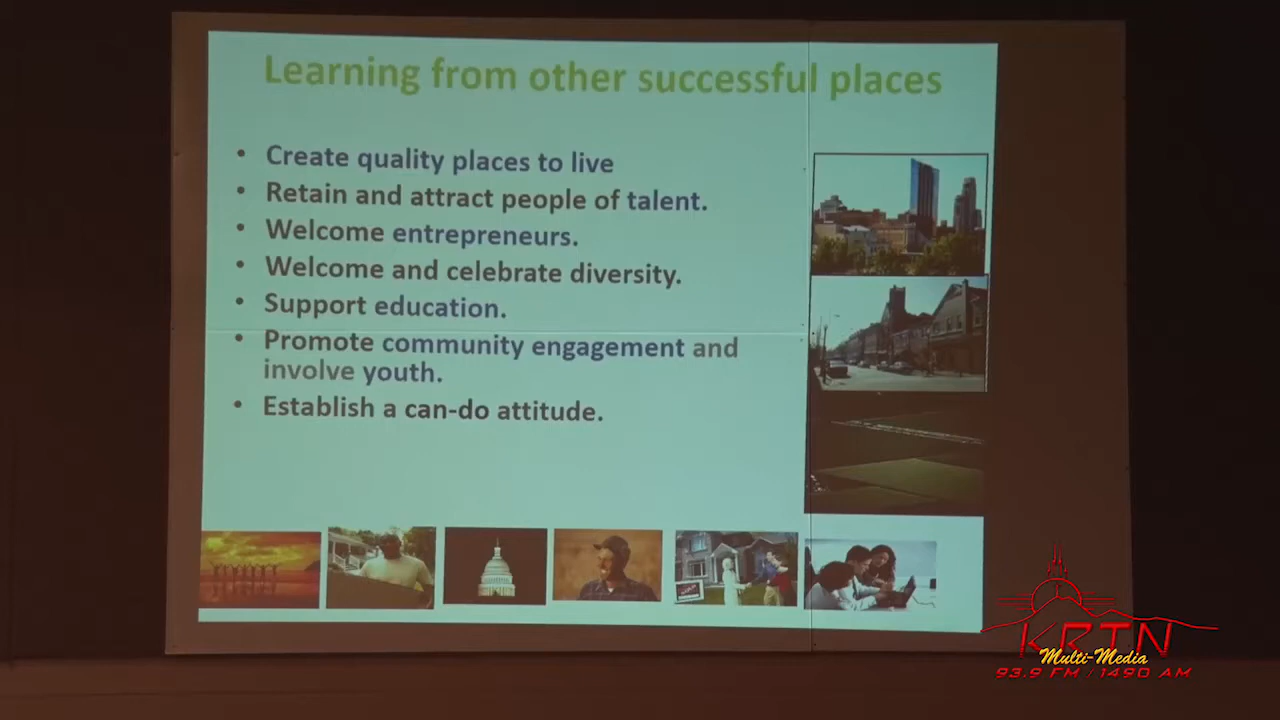 Learning from other successful places
• Create quality places to live
• Retain and attract people of talent.
• Welcome entrepreneurs.
• Welcome and celebrate diversity.
• Support education.
• Promote community engagement and
involve youth.
• Establish a can-do attitude.
KRTN
Multi-Media
93.9 FM / 1490 AM